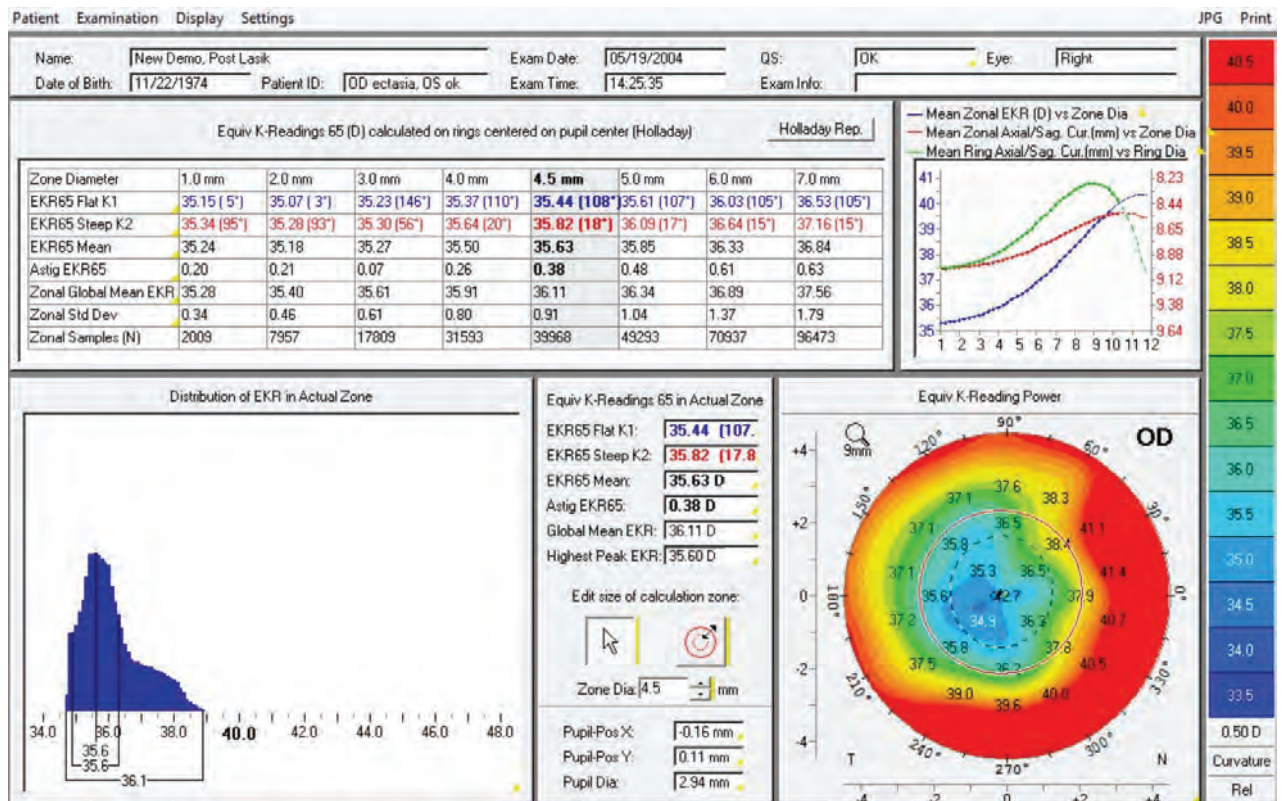 Patient Examination Display Settings JPG Print
Name: New Demo, Post Lasik Exam Date: 05/19/2004 QS: OK Eye: Right
Date of Birth: 11/22/1974 Patient ID: OD ectasia, OS ok Exam Time: 14:25:35 Exam Info:
Equiv K-Readings 65 (D) calculated on rings centered on pupil center (Holladay) Holladay Rep.
Zone Diameter 1.0 mm 2.0 mm 3.0 mm 4.0 mm 4.5 mm 5.0 mm 6.0 mm 7.0 mm
EKR65 Flat K1 35.15 (5°) 35.07 (3°) 35.23 (146°) 35.37 (110°) 35.44 (108°) 35.61 (107°) 36.03 (105°) 36.53 (105°)
EKR65 Steep K2 35.34 (95°) 35.28 (93°) 35.30 (56°) 35.64 (20°) 35.82 (18°) 36.09 (17°) 36.64 (15°) 37.16 (15°)
EKR65 Mean 35.24 35.18 35.27 35.50 35.63 35.85 36.33 36.84
Astig EKR65 0.20 0.21 0.07 0.26 0.38 0.48 0.61 0.63
Zonal Global Mean EKR 35.28 35.40 35.61 35.91 36.11 36.34 36.89 37.56
Zonal Std Dev 0.34 0.46 0.61 0.80 0.91 1.04 1.37 1.79
Zonal Samples (N) 2009 7957 17809 31593 39968 49293 70937 96473
Mean Zonal EKR (D) vs Zone Dia
Mean Zonal Axial/Sag. Cur.(mm) vs Zone Dia
Mean Ring Axial/Sag. Cur.(mm) vs Ring Dia
41 8.23
40 8.44
39 8.65
38 8.88
37 9.12
36 9.38
35 9.64
1 2 3 4 5 6 7 8 9 10 11 12
Distribution of EKR in Actual Zone
34.0 36.0 38.0 40.0 42.0 44.0 46.0 48.0
35.6
35.6
36.1
Equiv K-Readings 65 in Actual Zone
EKR65 Flat K1: 35.44 (107.
EKR65 Steep K2: 35.82 (17.8
EKR65 Mean: 35.63 D
Astig EKR65: 0.38 D
Global Mean EKR: 36.11 D
Highest Peak EKR: 35.60 D
Edit size of calculation zone:
Zone Dia: 4.5 mm
Pupil-Pos X: -0.16 mm
Pupil-Pos Y: 0.11 mm
Pupil Dia: 2.94 mm
Equiv K-Reading Power
9mm OD
90°
120° 60°
150° 30°
180° 0°
210° 330°
240° 300°
270°
+4
+2
0
-2
-4
37.6
37.1 38.3
36.5
37.1 41.1
35.8 38.4
37.1 35.3 36.5 41.4
35.6 37.9
37.2 34.9 36.3 40.7
35.8 37.8
37.5 36.2 40.5
39.0 40.0
39.6
T N
-4 -2 0 +2 +4
40.5
40.0
39.5
39.0
38.5
38.0
37.5
37.0
36.5
36.0
35.5
35.0
34.5
34.0
33.5
0.50 D
Curvature
Rel